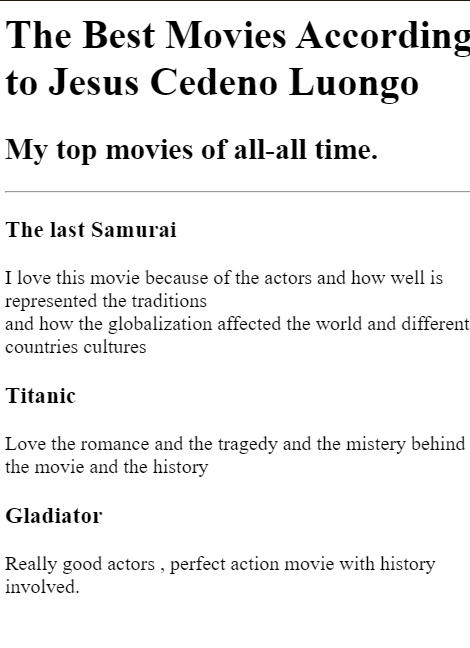 The Best Movies According
to Jesus Cedeno Luongo
My top movies of all-all time.
The last Samurai
I love this movie because of the actors and how well is
represented the traditions
and how the globalization affected the world and different
countries cultures
Titanic
Love the romance and the tragedy and the mistery behind
the movie and the history
Gladiator
Really good actors , perfect action movie with history
involved.